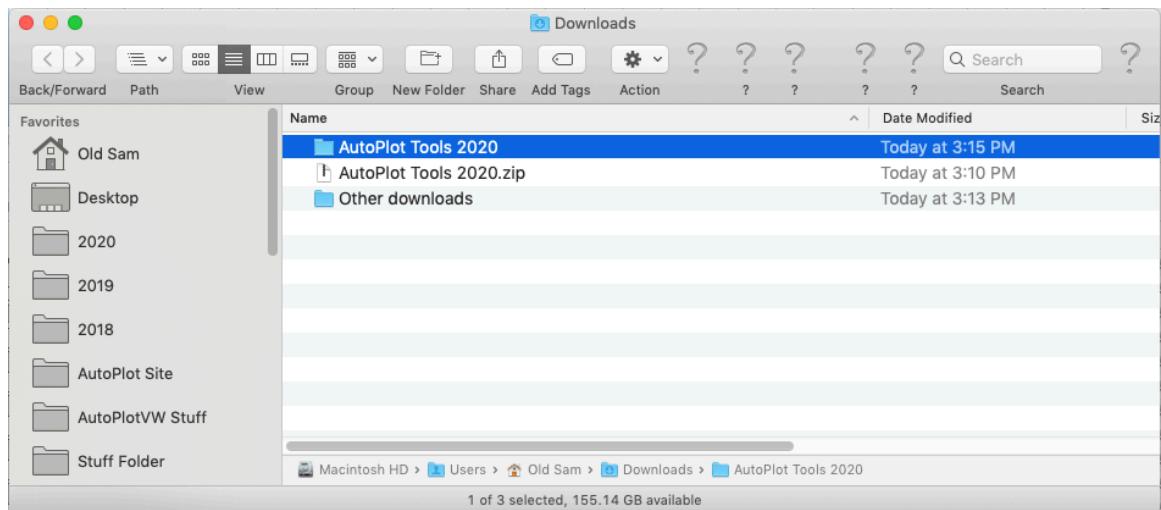 Downloads
? ? ? ? ? Search ?
Back/Forward Path View Group New Folder Share Add Tags Action ? ? ? ? Search
Favorites
Old Sam
Desktop
2020
2019
2018
AutoPlot Site
AutoPlotVW Stuff
Stuff Folder
Name Date Modified Siz
AutoPlot Tools 2020 Today at 3:15 PM
AutoPlot Tools 2020.zip Today at 3:10 PM
Other downloads Today at 3:13 PM
Macintosh HD › Users › Old Sam › Downloads › AutoPlot Tools 2020
1 of 3 selected, 155.14 GB available